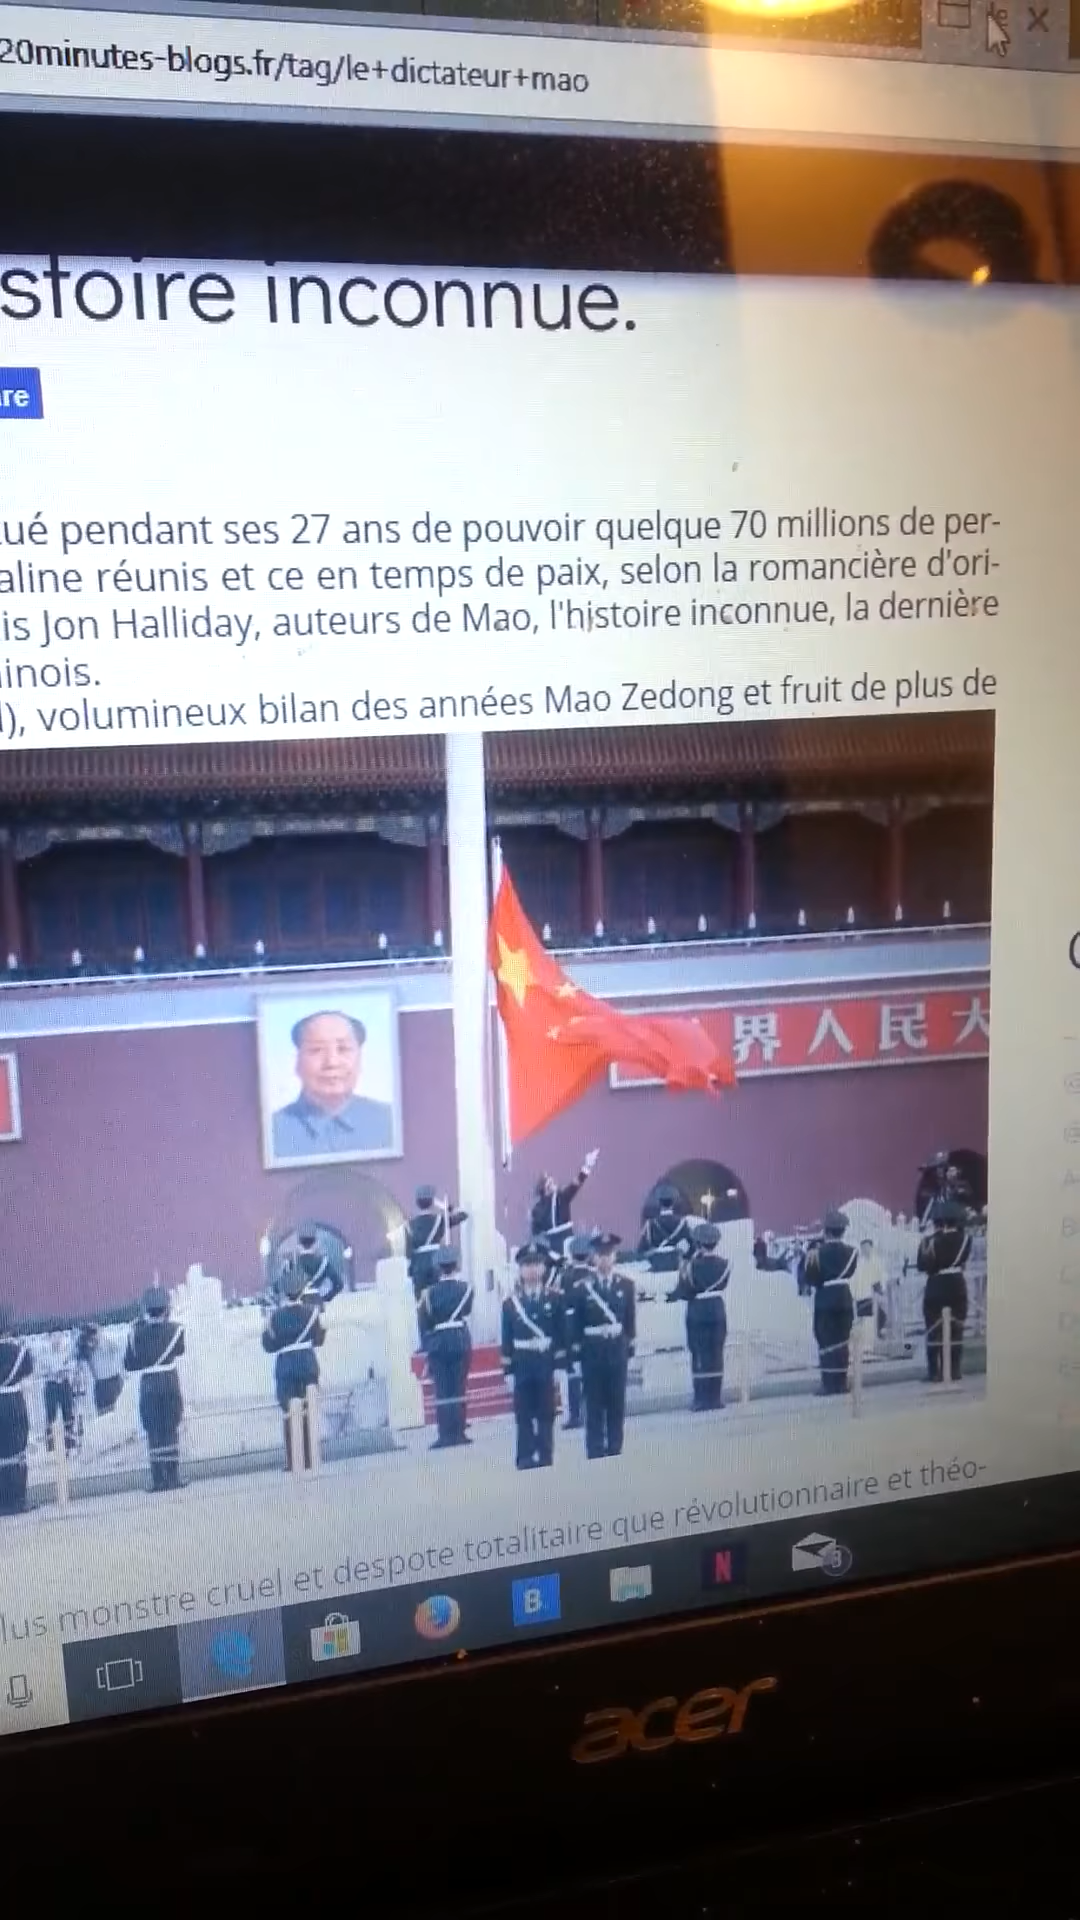 20minutes-blogs.fr/tag/le+dictateur+mao
stoire inconnue.
re
ué pendant ses 27 ans de pouvoir quelque 70 millions de per-
aline réunis et ce en temps de paix, selon la romancière d'ori-
is Jon Halliday, auteurs de Mao, l'histoire inconnue, la dernière
inois.
), volumineux bilan des années Mao Zedong et fruit de plus de
界人民大
lus monstre cruel et despote totalitaire que révolutionnaire et théo-
B
N
3
acer